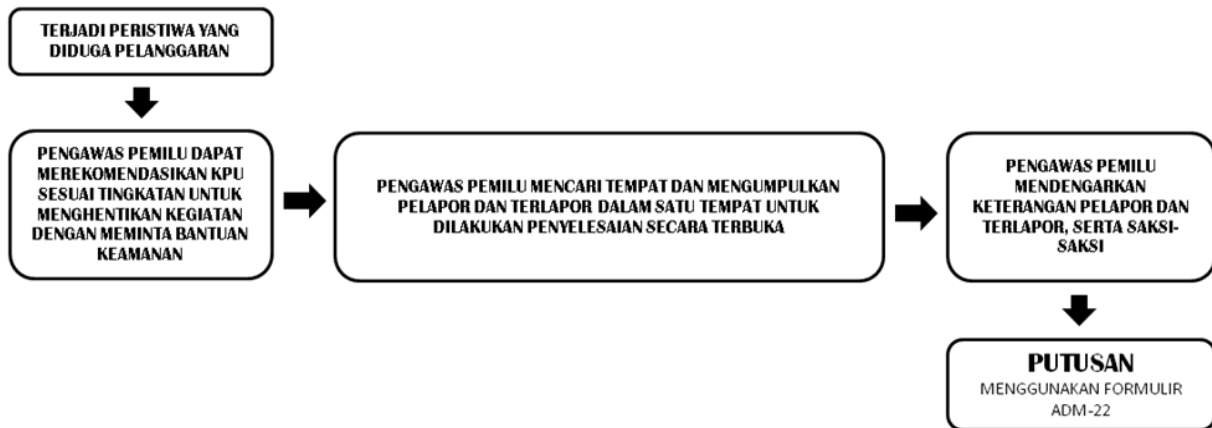 TERJADI PERISTIWA YANG
DIDUGA PELANGGARAN
PENGAWAS PEMILU DAPAT
MEREKOMENDASIKAN KPU
SESUAI TINGKATAN UNTUK
MENGHENTIKAN KEGIATAN
DENGAN MEMINTA BANTUAN
KEAMANAN
PENGAWAS PEMILU MENCARI TEMPAT DAN MENGUMPULKAN
PELAPOR DAN TERLAPOR DALAM SATU TEMPAT UNTUK
DILAKUKAN PENYELESAIAN SECARA TERBUKA
PENGAWAS PEMILU
MENDENGARKAN
KETERANGAN PELAPOR DAN
TERLAPOR, SERTA SAKSI-
SAKSI
PUTUSAN
MENGGUNAKAN FORMULIR
ADM-22